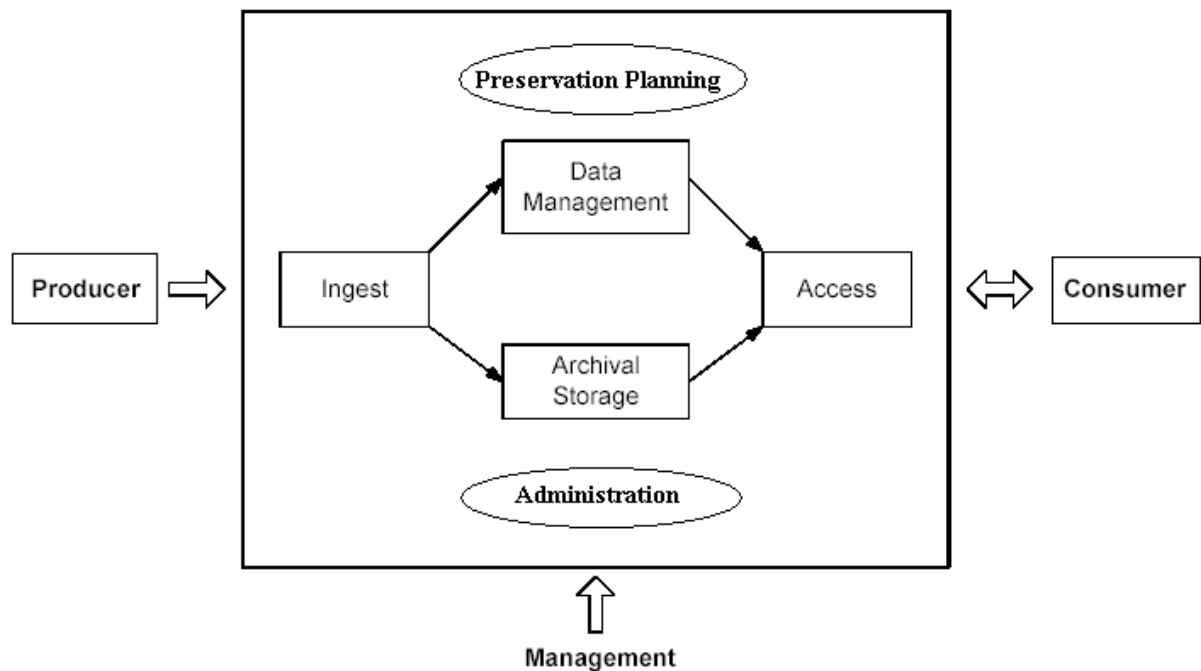 Preservation Planning
Data
Management
Producer
Ingest
Access
Consumer
Archival
Storage
Administration
Management